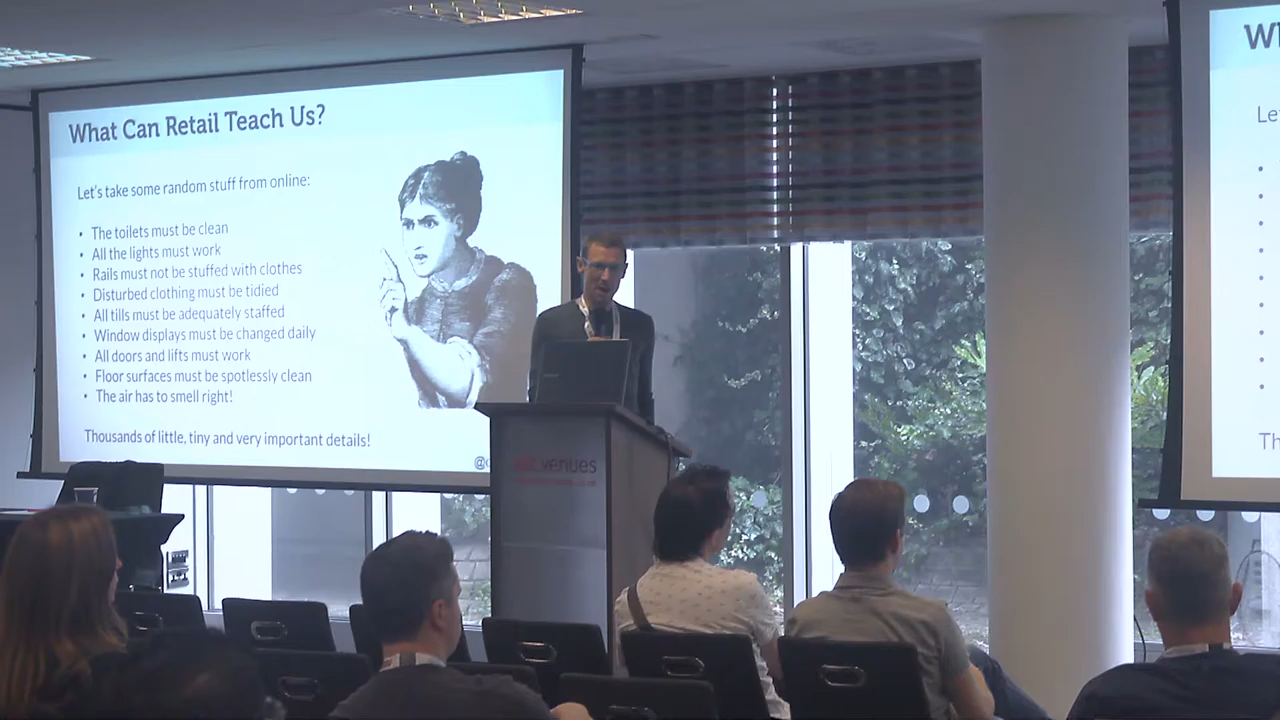 What Can Retail Teach Us?
Let's take some random stuff from online:
• The toilets must be clean
• All the lights must work
• Rails must not be stuffed with clothes
• Disturbed clothing must be tidied
• All tills must be adequately staffed
• Window displays must be changed daily
• All doors and lifts must work
• Floor surfaces must be spotlessly clean
• The air has to smell right!
Thousands of little, tiny and very important details!
venues